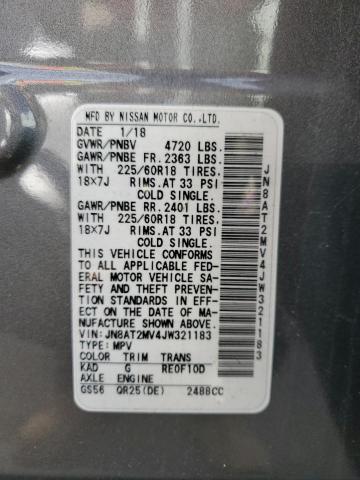 MFD BY NISSAN MOTOR CO.,LTD.
DATE 1/18
GVWR/PNBV 4720 LBS.
GAWR/PNBE FR. 2363 LBS.
WITH 225/60R18 TIRES.
18X7J RIMS.AT 33 PSI
COLD SINGLE.
GAWR/PNBE RR. 2401 LBS.
WITH 225/60R18 TIRES.
18X7J RIMS.AT 33 PSI
COLD SINGLE.
THIS VEHICLE CONFORMS
TO ALL APPLICABLE FED-
ERAL MOTOR VEHICLE SA-
FETY AND THEFT PREVENTION
STANDARDS IN EFFECT
ON THE DATE OF MA-
NUFACTURE SHOWN ABOVE.
VIN:JN8AT2MV4JW321183
TYPE:MPV
COLOR TRIM TRANS
KAD G RE0F10D
AXLE ENGINE
GS56 QR25(DE) 2488CC
JN8AT2MV4JW321183